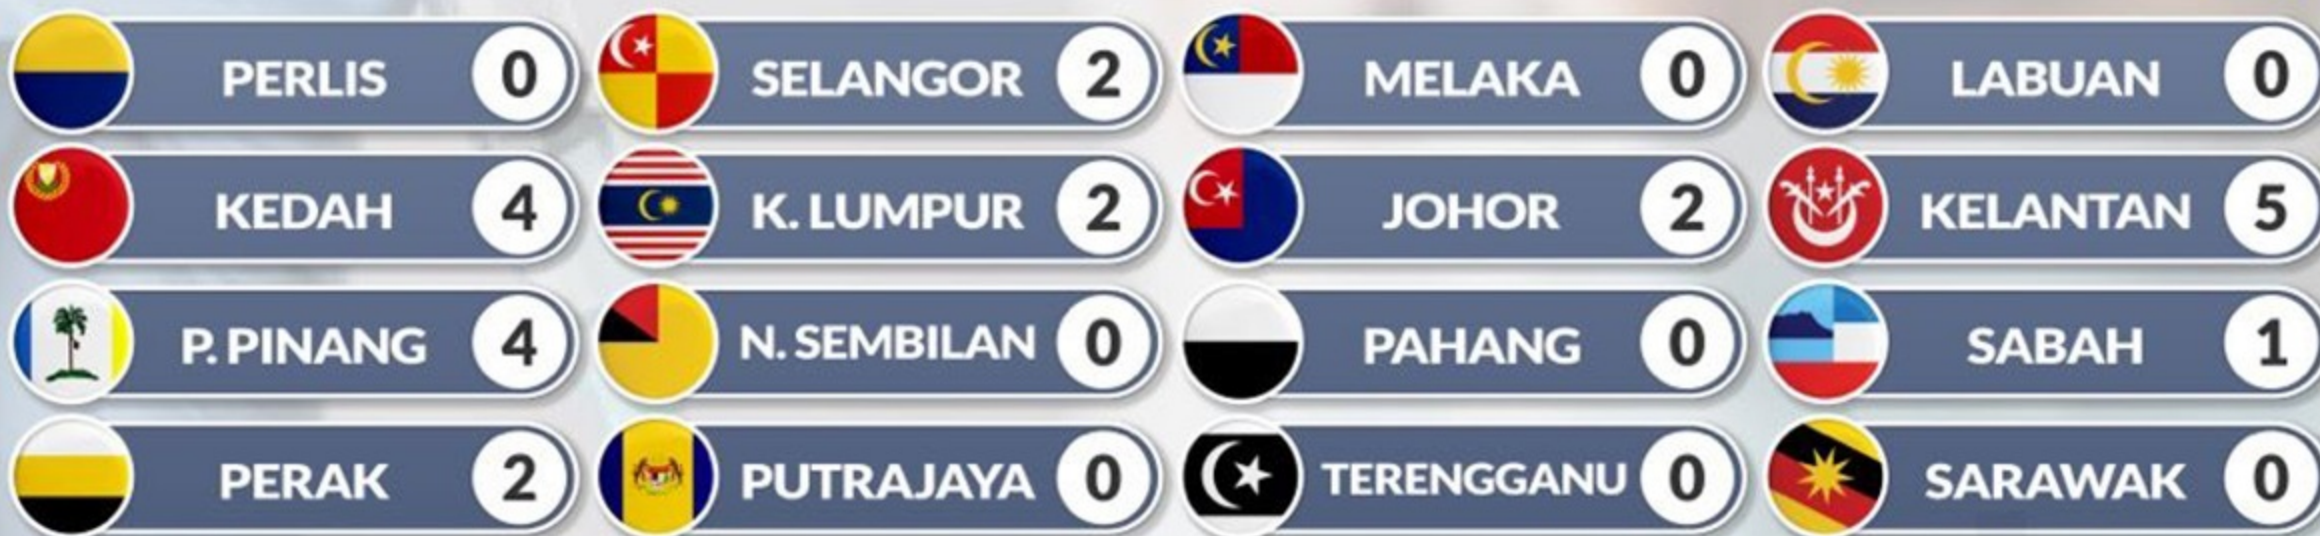 PERLIS 0
SELANGOR 2
MELAKA 0
LABUAN 0
KEDAH 4
K. LUMPUR 2
JOHOR 2
KELANTAN 5
P. PINANG 4
N. SEMBILAN 0
PAHANG 0
SABAH 1
PERAK 2
PUTRAJAYA 0
TERENGGANU 0
SARAWAK 0